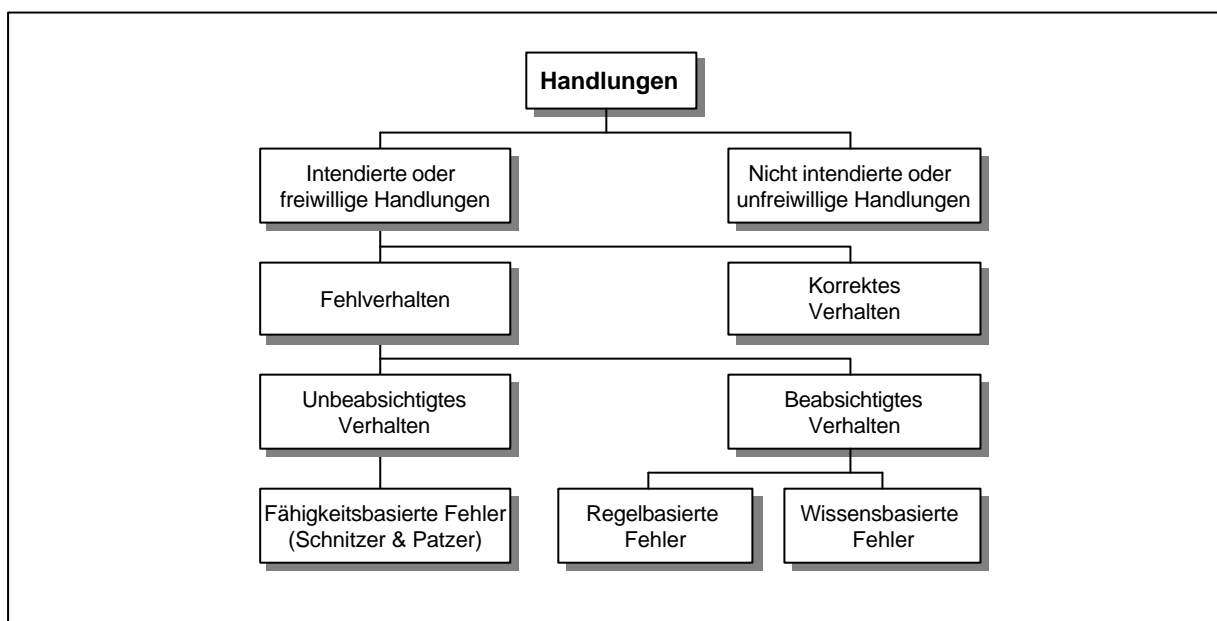 Handlungen
Intendierte oder
freiwillige Handlungen
Nicht intendierte oder
unfreiwillige Handlungen
Fehlverhalten
Korrektes
Verhalten
Unbeabsichtigtes
Verhalten
Beabsichtigtes
Verhalten
Fähigkeitsbasierte Fehler
(Schnitzer & Patzer)
Regelbasierte
Fehler
Wissensbasierte
Fehler